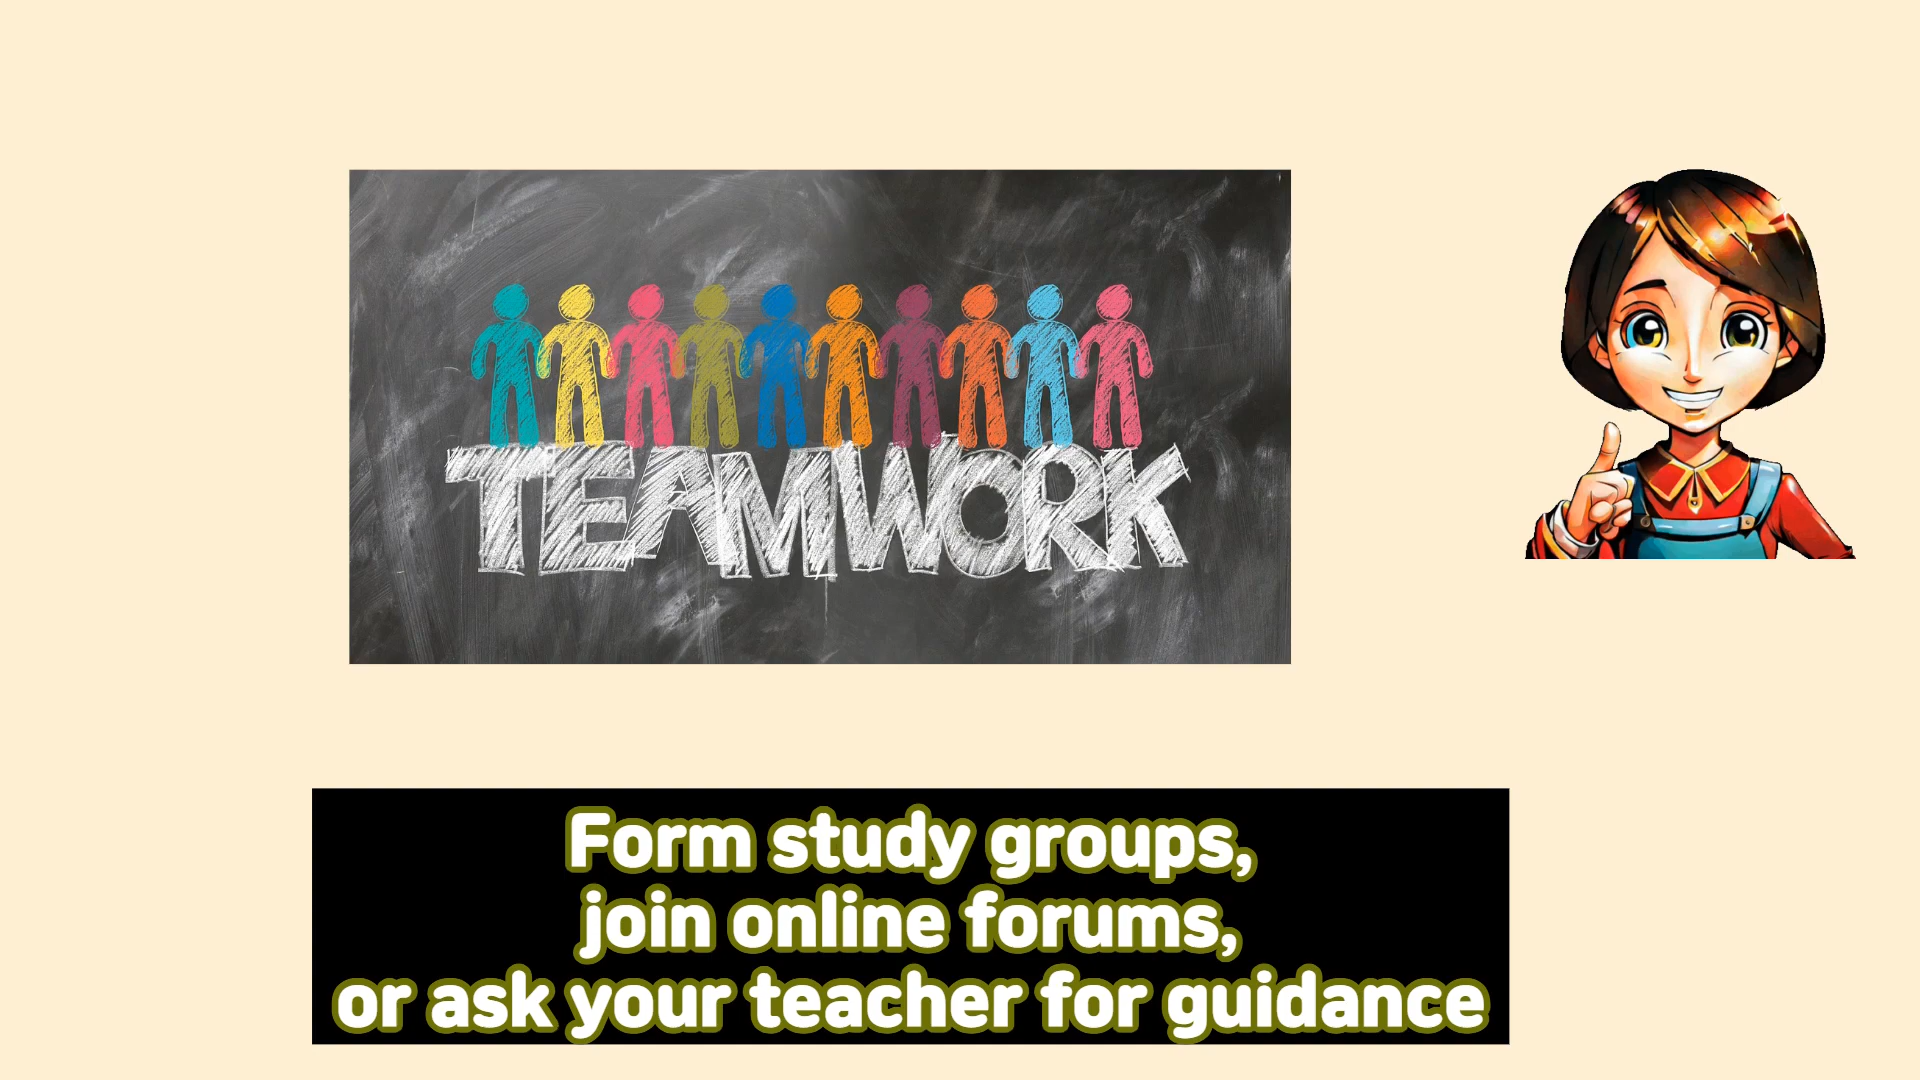 TEAMWORK
Form study groups,
join online forums,
or ask your teacher for guidance